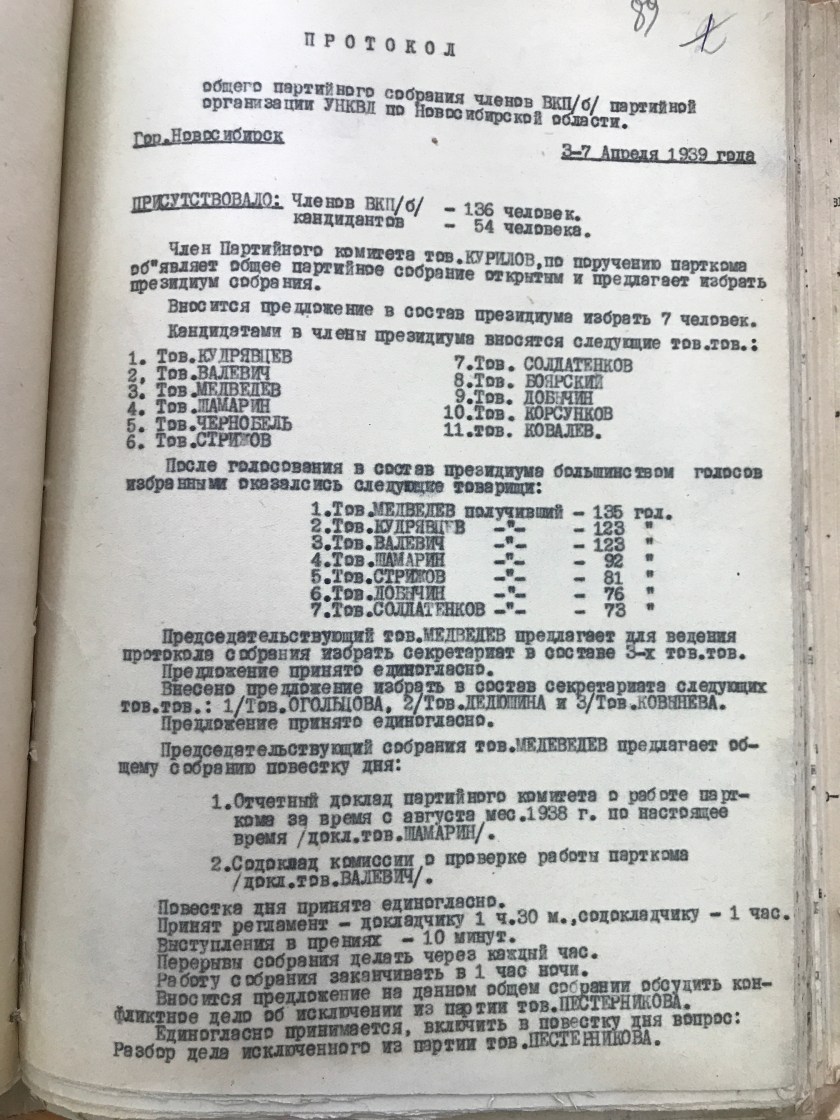 89
ПРОТОКОЛ
общего партийного собрания членов ВКП/б/ партийной
организации УНКВД по Новосибирской области.
Гор.Новосибирск
3-7 Апреля 1939 года
ПРИСУТСТВОВАЛО: Членов ВКП/б/ - 136 человек.
кандидантов - 54 человека.
Член Партийного комитета тов.КУРИЛОВ,по поручению парткома
об"являет общее партийное собрание открытым и предлагает избрать
президиум собрания.
Вносится предложение в состав президиума избрать 7 человек.
Кандидатами в члены президиума вносятся следующие тов.тов.:
1. Тов.КУДРЯВЦЕВ
2, Тов.ВАЛЕВИЧ
3. Тов.МЕДВЕДЕВ
4. Тов.ШАМАРИН
5. Тов.ЧЕРНОБЕЛЬ
6. Тов.СТРИЖОВ
7.Тов. СОЛДАТЕНКОВ
8.Тов. БОЯРСКИЙ
9.Тов. ЛОБЫЧИН
10.Тов. КОРСУНКОВ
11.тов. КОВАЛЕВ.
После голосования в состав президиума большинством голосов
избранными оказалсись следующие товарищи:
1.Тов.МЕДВЕДЕВ получивший - 135 гол.
2.Тов.КУДРЯВЦЕВ -"- - 123 "
3.Тов.ВАЛЕВИЧ -"- - 123 "
4.Тов.ШАМАРИН -"- - 92 "
5.Тов.СТРИЖОВ -"- - 81 "
6.Тов.ЛОБЫЧИН -"- - 76 "
7.Тов.СОЛДАТЕНКОВ -"- - 73 "
Председательствующий тов.МЕДВЕДЕВ предлагает для ведения
протокола собрания избрать секретариат в составе 3-х тов.тов.
Предложение принято единогласно.
Внесено предложение избрать в состав секретариата следующих
тов.тов.: 1/Тов.ОГОЛЬЦОВА, 2/Тов.ЛЕДЮШИНА и 3/Тов.КОВЫНЕВА.
Предложение принято единогласно.
Председательствующий собрания тов.МЕДЕВЕДЕВ предлагает об-
щему собранию повестку дня:
1.Отчетный доклад партийного комитета о работе парт-
кома за время с августа мес.1938 г. по настоящее
время /докл.тов.ШАМАРИН/.
2.Содоклад комиссии о проверке работы парткома
/докл.тов.ВАЛЕВИЧ/.
Повестка дня принята единогласно.
Принят регламент - докладчику 1 ч.30 м.,содокладчику - 1 час.
Выступления в прениях - 10 минут.
Перерывы собрания делать через каждый час.
Работу собрания заканчивать в 1 час ночи.
Вносится предложение на данном общем собрании обсудить кон-
фликтное дело об исключении из партии тов.ПЕСТЕРНИКОВА.
Единогласно принимается, включить в повестку дня вопрос:
Разбор дела исключенного из партии тов.ПЕСТЕРНИКОВА.